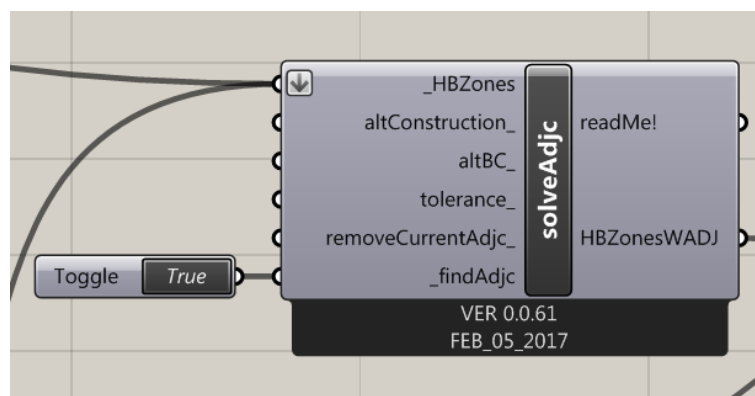 _HBZones
altConstruction_
altBC_
tolerance_
removeCurrentAdjc_
_findAdjc
solveAdjc
readMe!
HBZonesWADJ
Toggle True
VER 0.0.61
FEB_05_2017